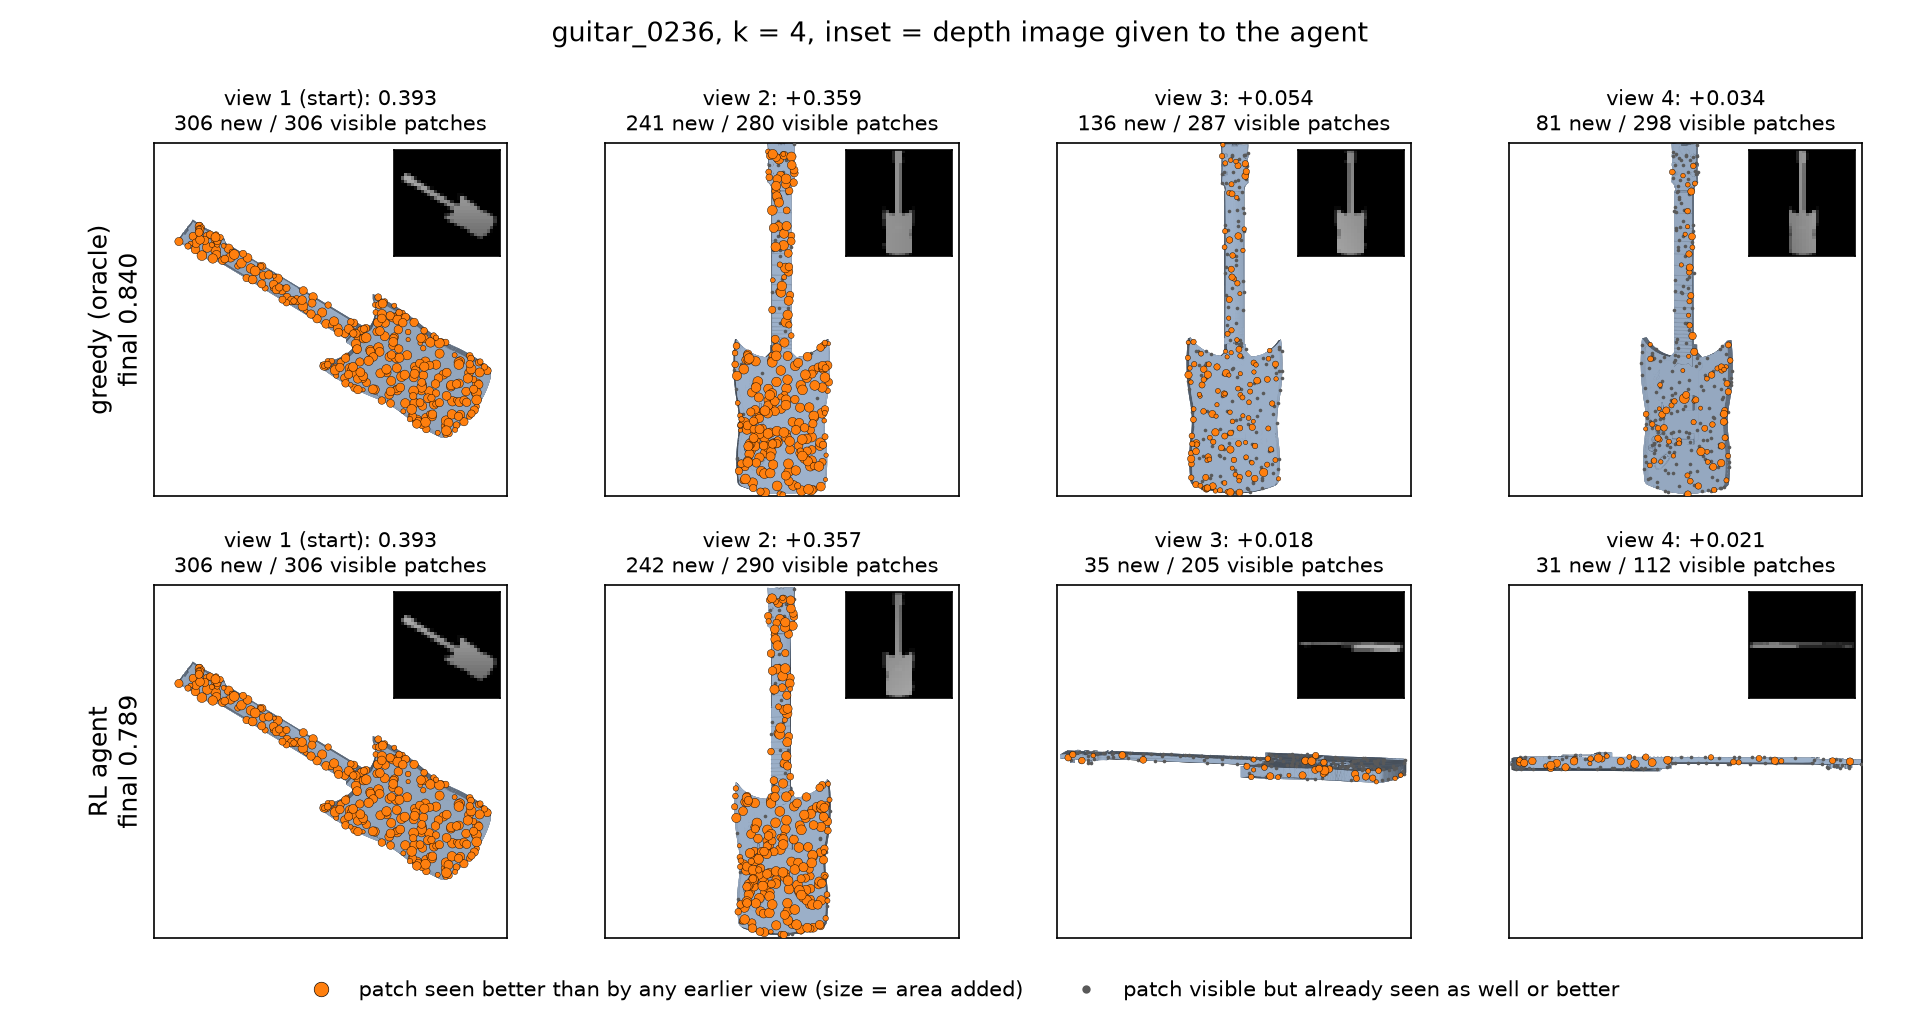 guitar_0236, k = 4, inset = depth image given to the agent
greedy (oracle)
final 0.840
view 1 (start): 0.393
306 new / 306 visible patches
view 2: +0.359
241 new / 280 visible patches
view 3: +0.054
136 new / 287 visible patches
view 4: +0.034
81 new / 298 visible patches
RL agent
final 0.789
view 1 (start): 0.393
306 new / 306 visible patches
view 2: +0.357
242 new / 290 visible patches
view 3: +0.018
35 new / 205 visible patches
view 4: +0.021
31 new / 112 visible patches
patch seen better than by any earlier view (size = area added)
patch visible but already seen as well or better